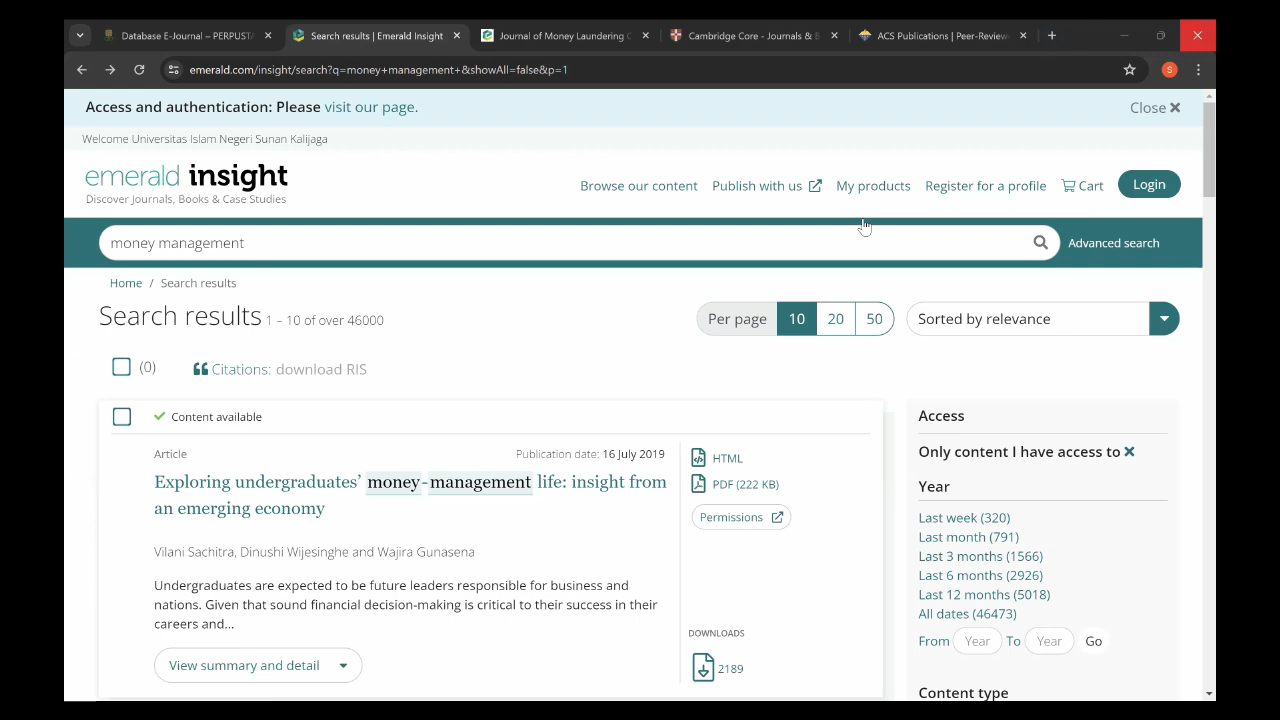 Database E-Journal – PERPUSTA
Search results | Emerald Insight
Journal of Money Laundering C
Cambridge Core - Journals & B
ACS Publications | Peer-Review
emerald.com/insight/search?q=money+management+&showAll=false&p=1
S
Access and authentication: Please visit our page.
Close
Welcome Universitas Islam Negeri Sunan Kalijaga
emerald insight
Discover Journals, Books & Case Studies
Browse our content Publish with us My products Register for a profile Cart Login
money management
Advanced search
Home / Search results
Search results 1 – 10 of over 46000
Per page 10 20 50
Sorted by relevance
(0) Citations: download RIS
Content available
Article
Publication date: 16 July 2019
Exploring undergraduates’ money-management life: insight from
an emerging economy
Vilani Sachitra, Dinushi Wijesinghe and Wajira Gunasena
Undergraduates are expected to be future leaders responsible for business and
nations. Given that sound financial decision-making is critical to their success in their
careers and...
View summary and detail
HTML
PDF (222 KB)
Permissions
DOWNLOADS
2189
Access
Only content I have access to
Year
Last week (320)
Last month (791)
Last 3 months (1566)
Last 6 months (2926)
Last 12 months (5018)
All dates (46473)
From Year To Year Go
Content type